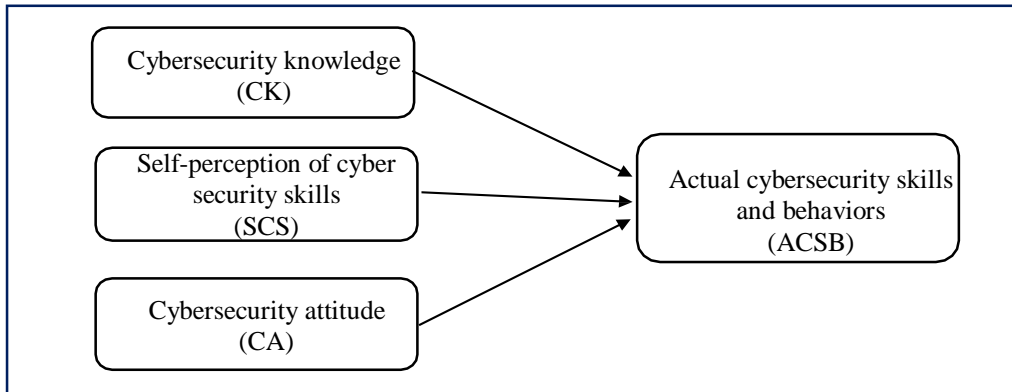 Cybersecurity knowledge
(CK)
Self-perception of cyber
security skills
(SCS)
Cybersecurity attitude
(CA)
Actual cybersecurity skills
and behaviors
(ACSB)